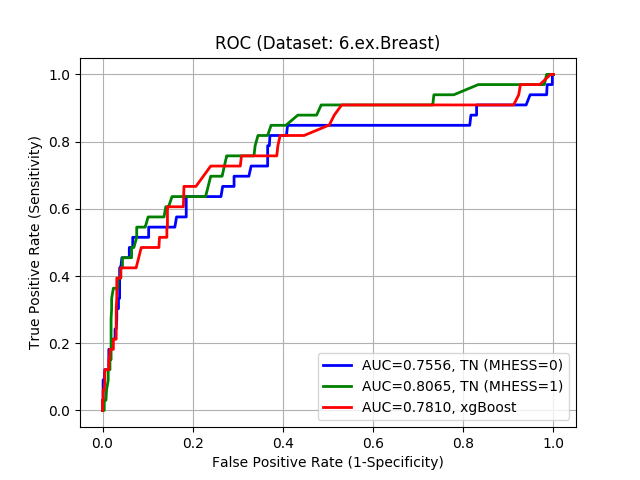 ROC (Dataset: 6.ex.Breast)
True Positive Rate (Sensitivity)
1.0
0.8
0.6
0.4
0.2
0.0
AUC=0.7556, TN (MHESS=0)
AUC=0.8065, TN (MHESS=1)
AUC=0.7810, xgBoost
0.0 0.2 0.4 0.6 0.8 1.0
False Positive Rate (1-Specificity)